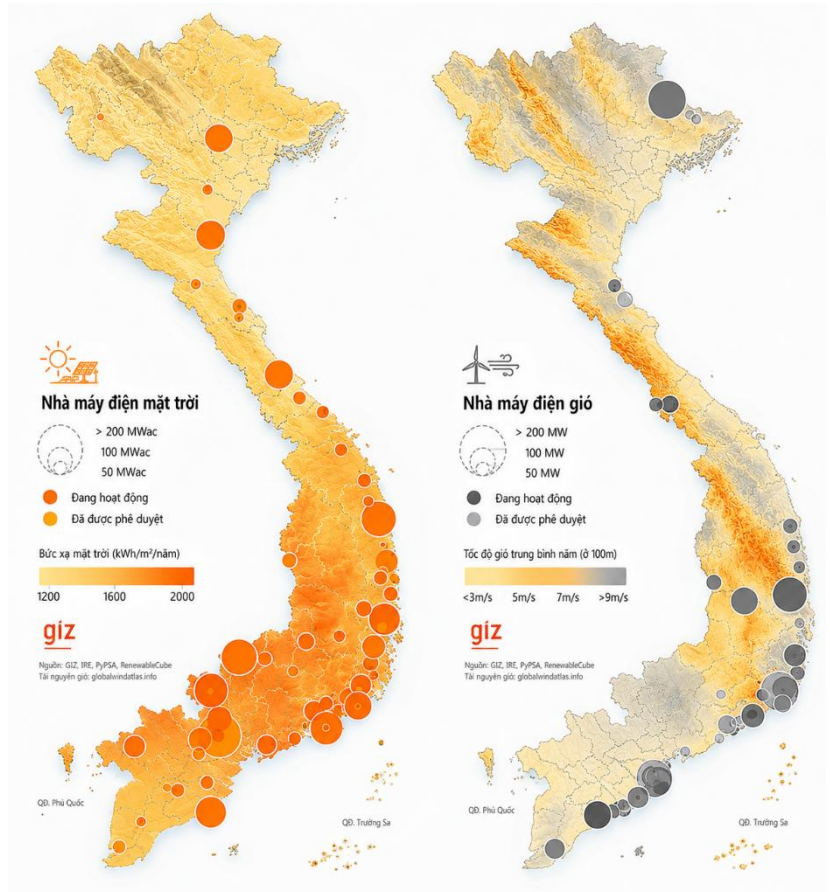 Nhà máy điện mặt trời
> 200 MWac
100 MWac
50 MWac
Đang hoạt động
Đã được phê duyệt
Bức xạ mặt trời (kWh/m²/năm)
1200 1600 2000
giz
Nguồn: GIZ, IRE, PyPSA, RenewableCube
Tài nguyên gió: globalwindatlas.info
QĐ. Phú Quốc
QĐ. Trường Sa
Nhà máy điện gió
> 200 MW
100 MW
50 MW
Đang hoạt động
Đã được phê duyệt
Tốc độ gió trung bình năm (ở 100m)
<3m/s 5m/s 7m/s >9m/s
giz
Nguồn: GIZ, IRE, PyPSA, RenewableCube
Tài nguyên gió: globalwindatlas.info
QĐ. Phú Quốc
QĐ. Trường Sa